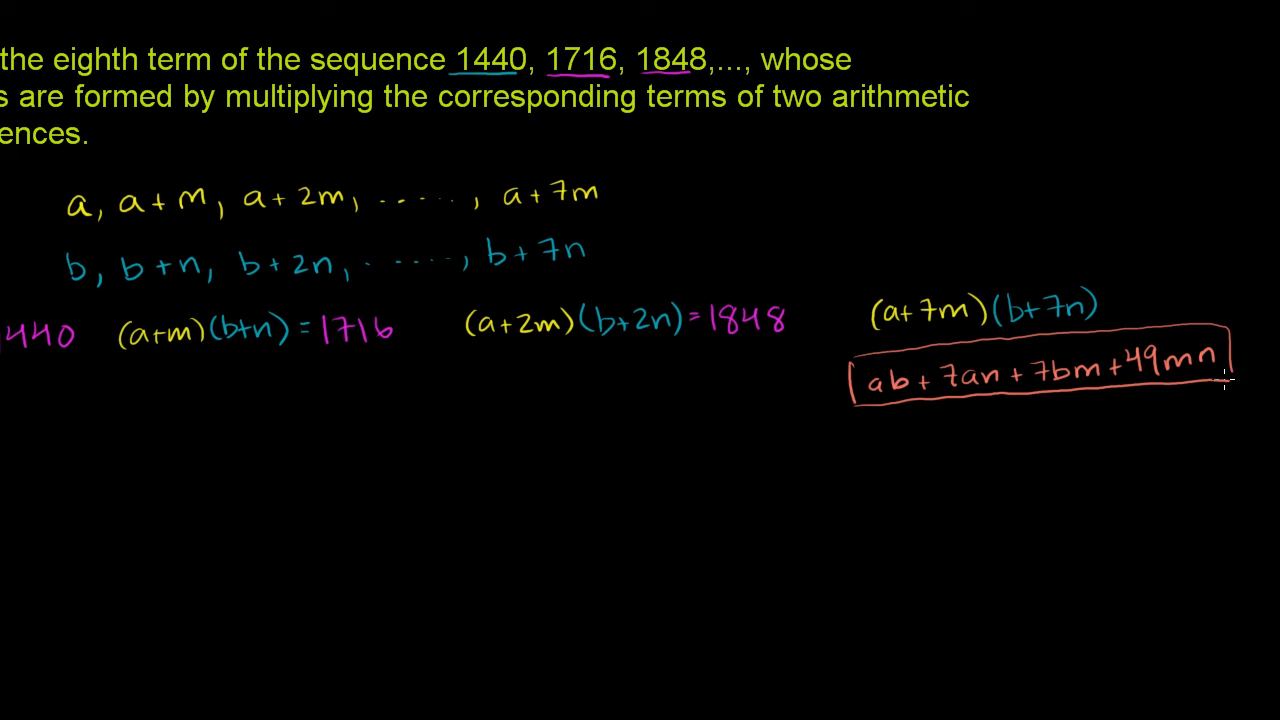 the eighth term of the sequence 1440, 1716, 1848,..., whose
s are formed by multiplying the corresponding terms of two arithmetic
ences.
a, a+m, a+2m, ....., a+7m
b, b+n, b+2n, ....., b+7n
1440 (a+m)(b+n) = 1716 (a+2m)(b+2n) = 1848 (a+7m)(b+7n)
ab + 7an + 7bm + 49mn